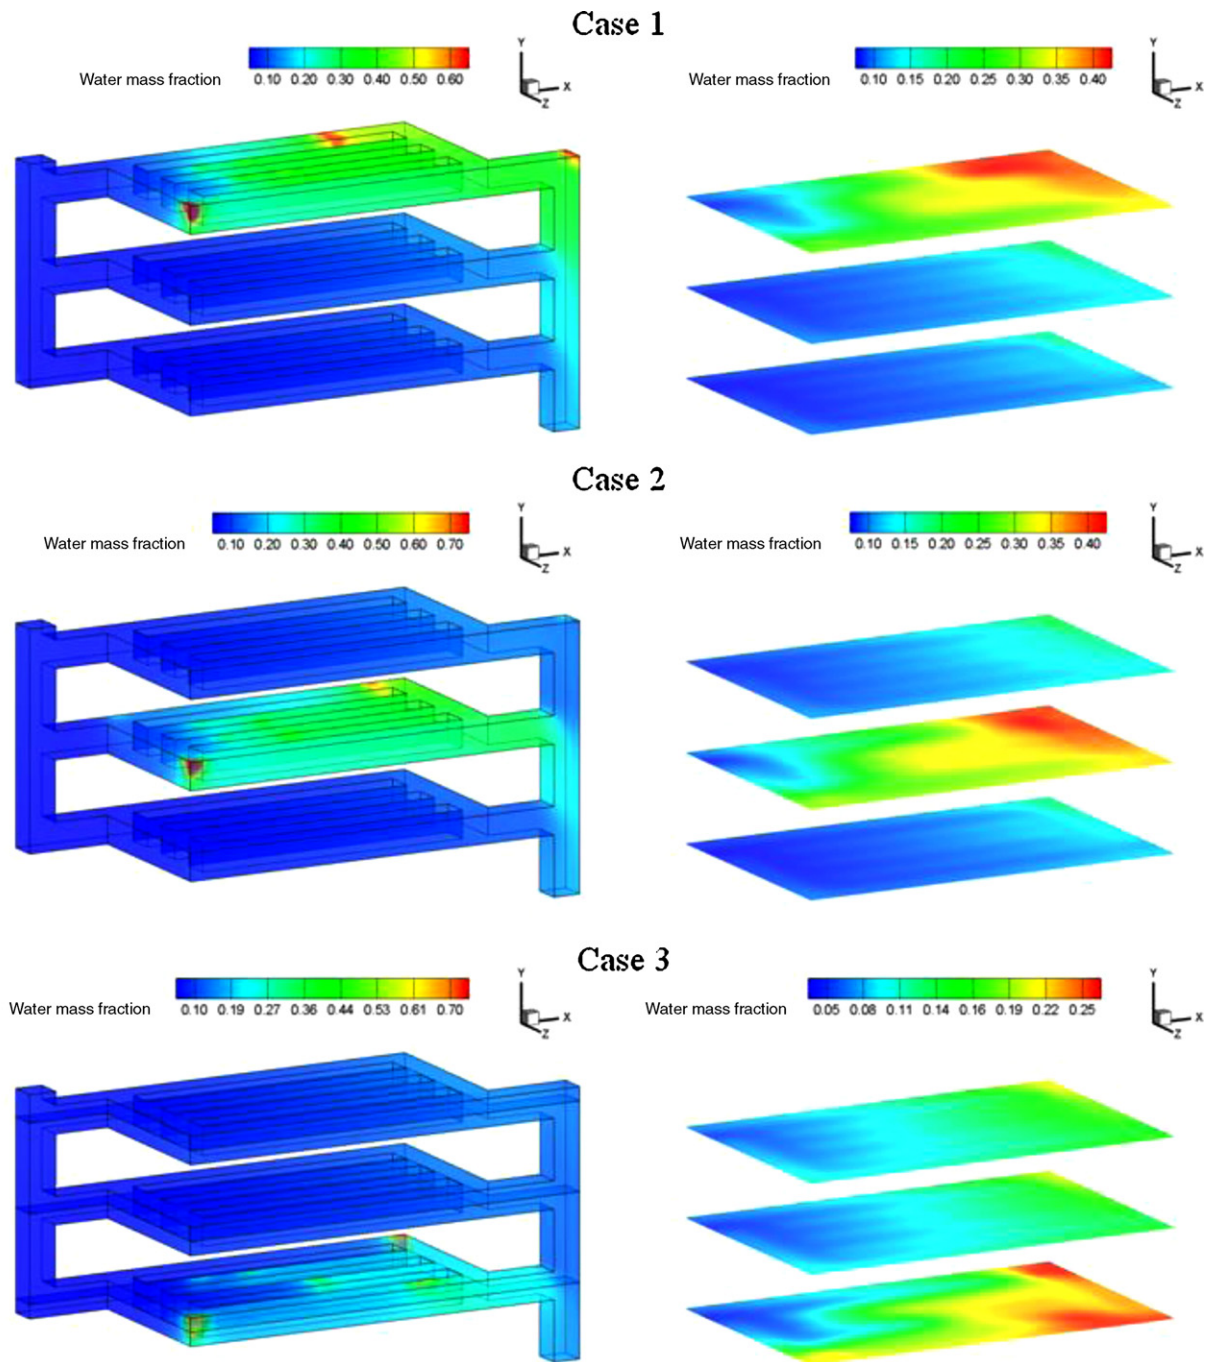 Case 1
Water mass fraction 0.10 0.20 0.30 0.40 0.50 0.60 Y X Z
Water mass fraction 0.10 0.15 0.20 0.25 0.30 0.35 0.40 Y X Z
Case 2
Water mass fraction 0.10 0.20 0.30 0.40 0.50 0.60 0.70 Y X Z
Water mass fraction 0.10 0.15 0.20 0.25 0.30 0.35 0.40 Y X Z
Case 3
Water mass fraction 0.10 0.19 0.27 0.36 0.44 0.53 0.61 0.70 Y X Z
Water mass fraction 0.05 0.08 0.11 0.14 0.16 0.19 0.22 0.25 Y X Z